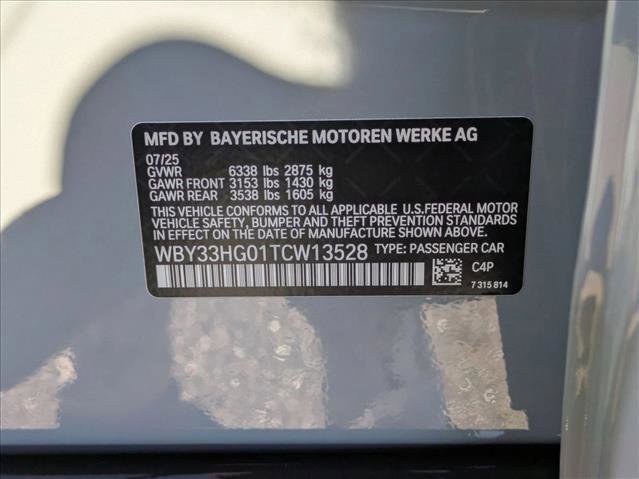 MFD BY BAYERISCHE MOTOREN WERKE AG
07/25
GVWR 6338 lbs 2875 kg
GAWR FRONT 3153 lbs 1430 kg
GAWR REAR 3538 lbs 1605 kg
THIS VEHICLE CONFORMS TO ALL APPLICABLE U.S.FEDERAL MOTOR
VEHICLE SAFETY, BUMPER AND THEFT PREVENTION STANDARDS
IN EFFECT ON THE DATE OF MANUFACTURE SHOWN ABOVE.
WBY33HG01TCW13528 TYPE: PASSENGER CAR
C4P
7 315 814